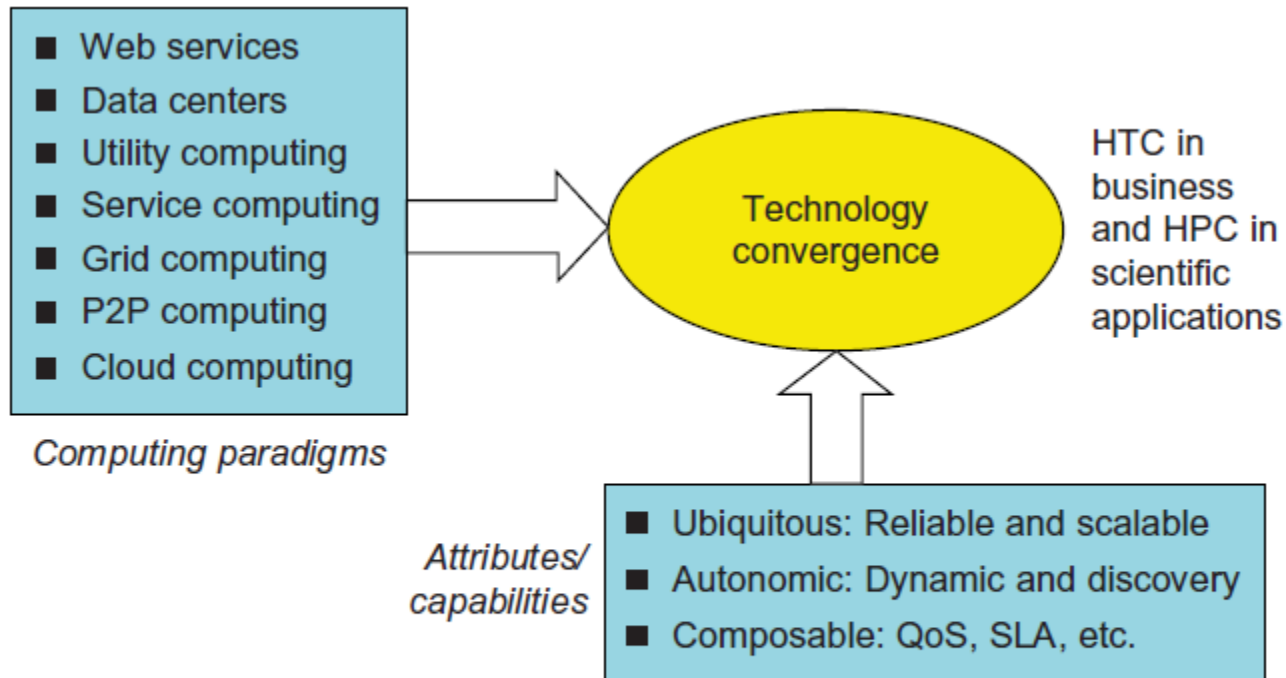 ■ Web services
■ Data centers
■ Utility computing
■ Service computing
■ Grid computing
■ P2P computing
■ Cloud computing
Computing paradigms
Technology
convergence
HTC in
business
and HPC in
scientific
applications
Attributes/
capabilities
■ Ubiquitous: Reliable and scalable
■ Autonomic: Dynamic and discovery
■ Composable: QoS, SLA, etc.